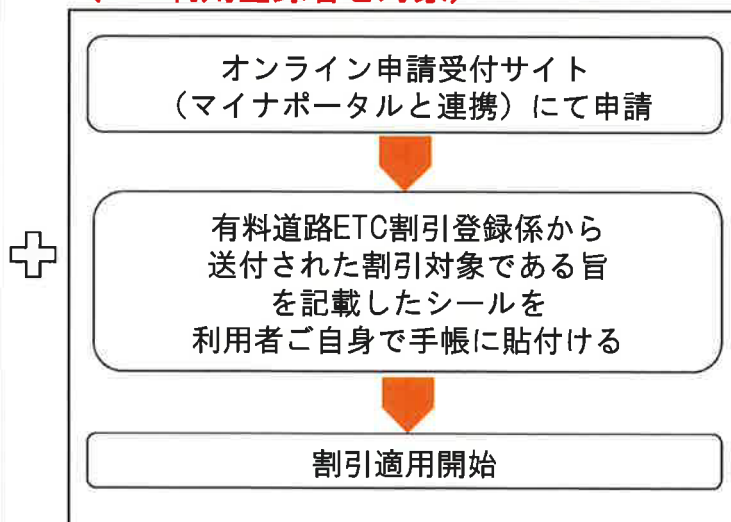 オンライン申請受付サイト
（マイナポータルと連携）にて申請
有料道路ETC割引登録係から
送付された割引対象である旨
を記載したシールを
利用者ご自身で手帳に貼付ける
割引適用開始